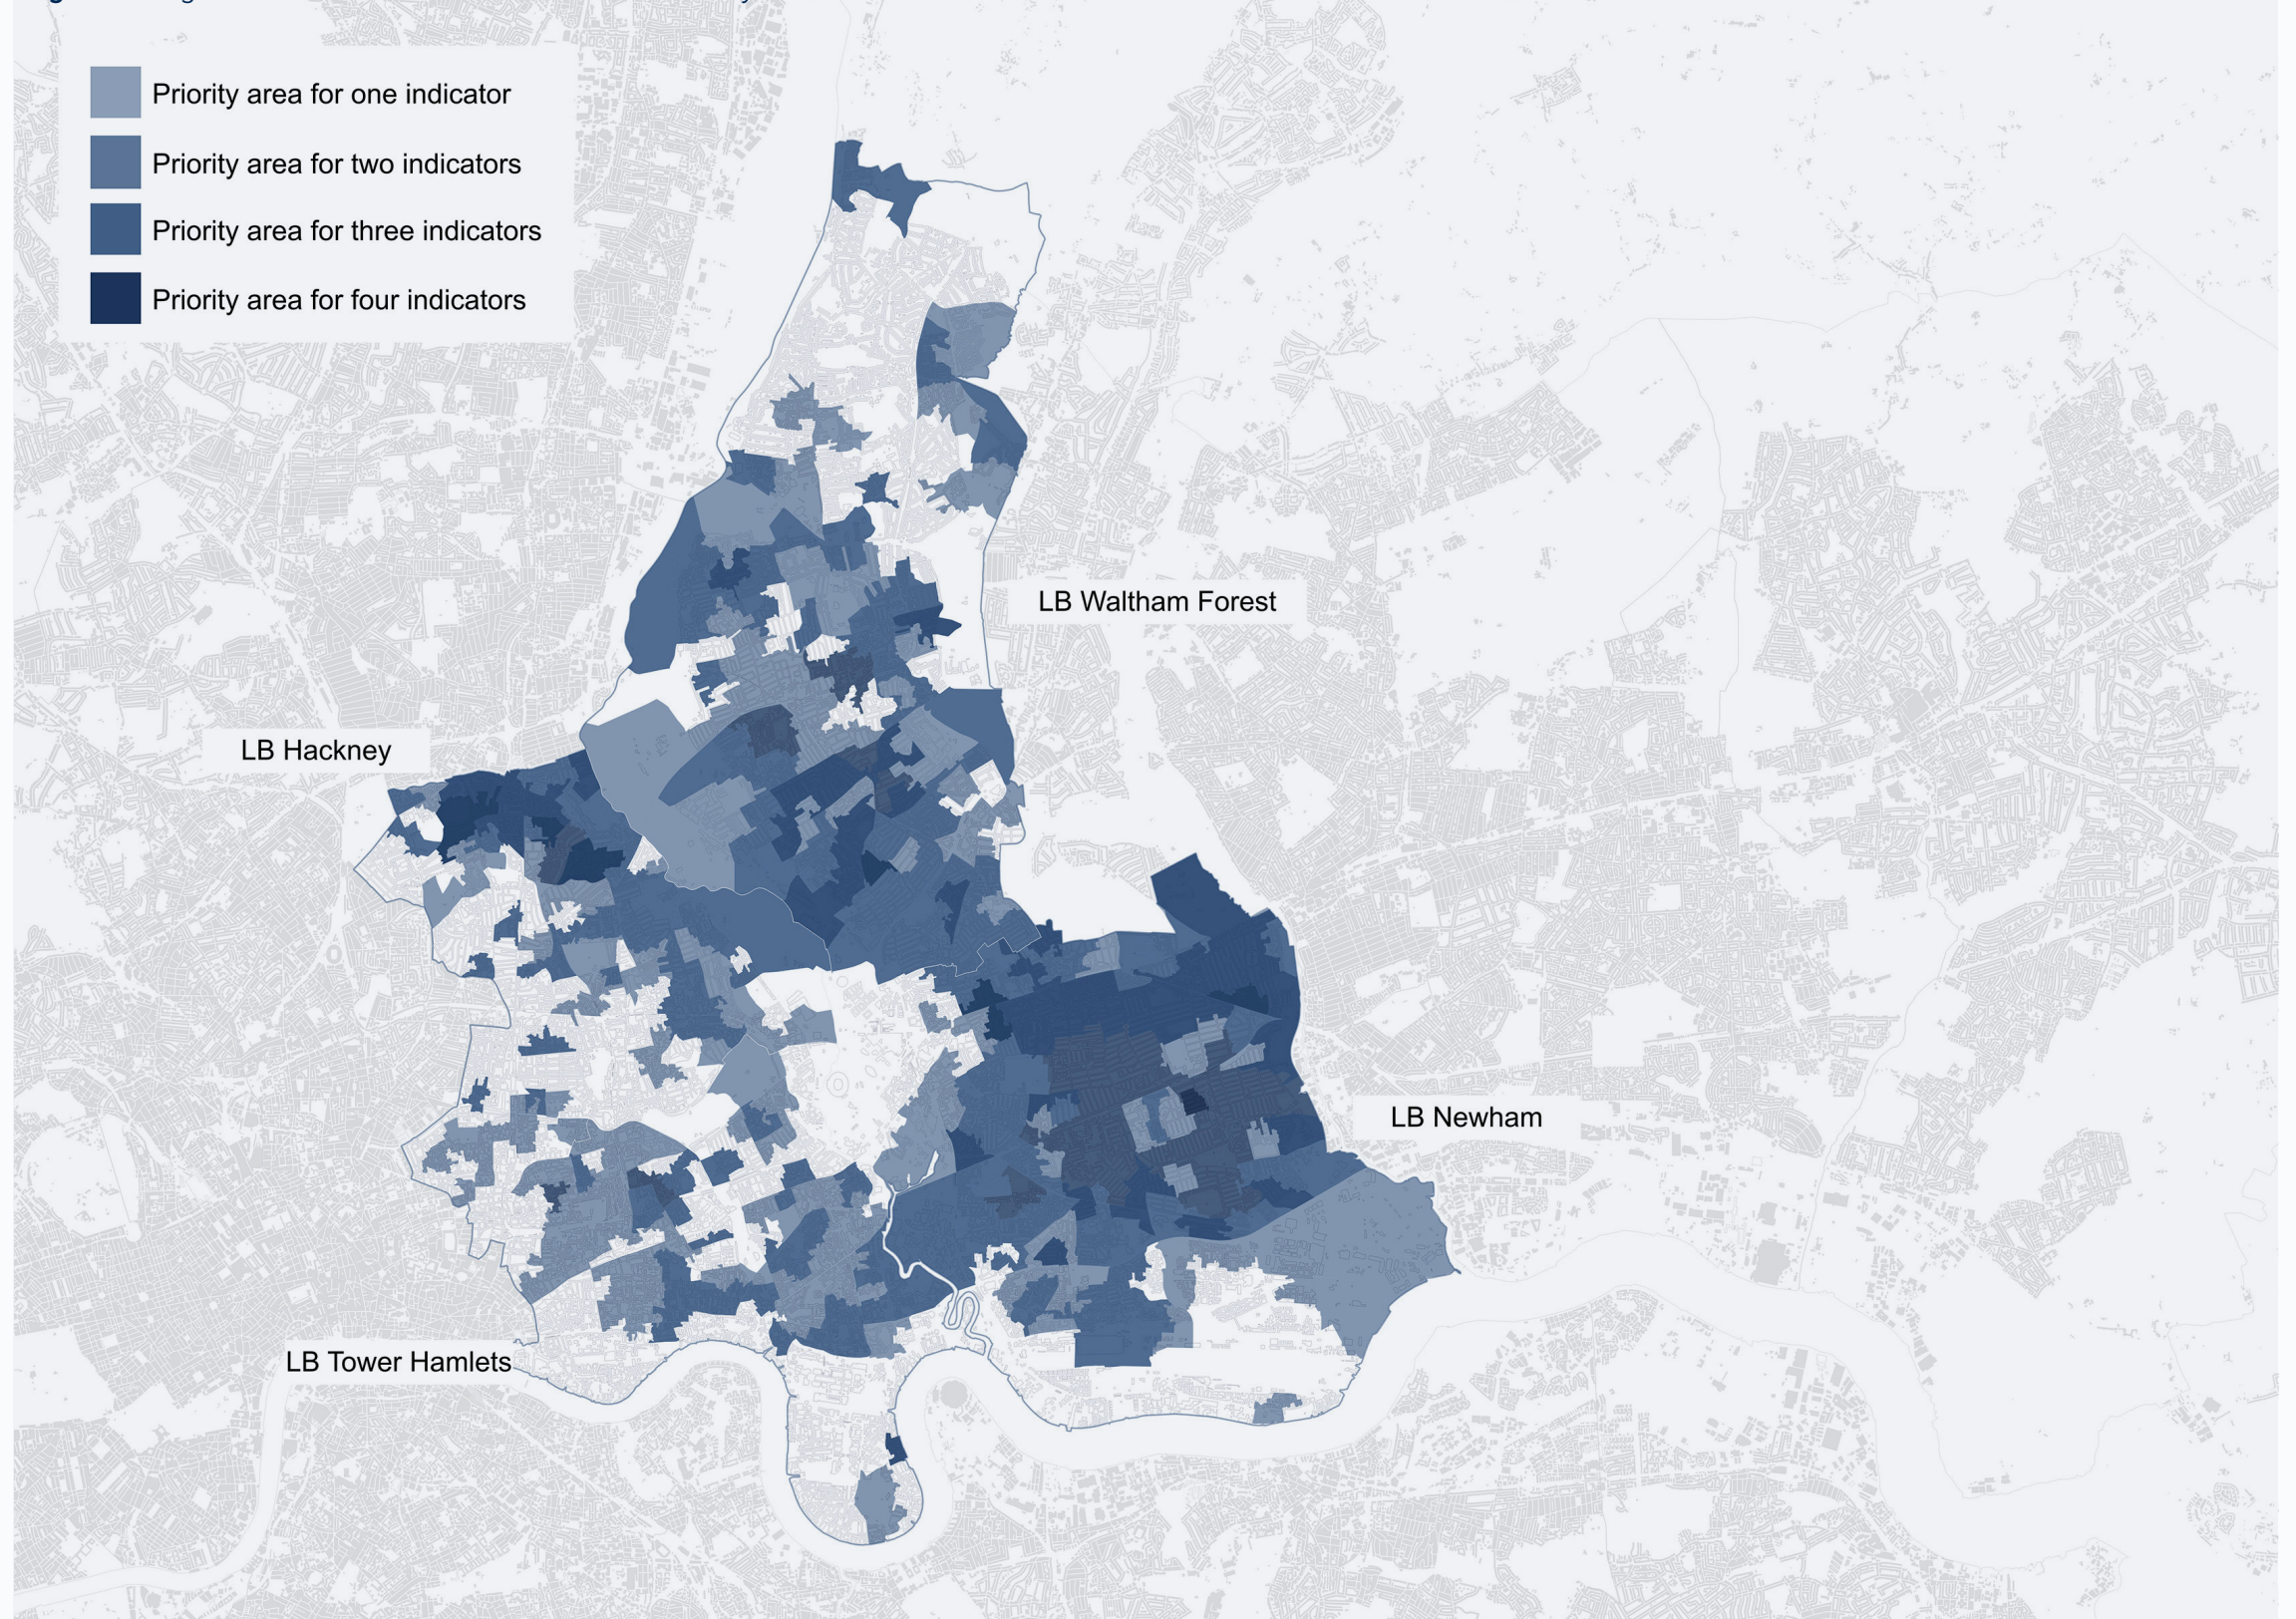 Priority area for one indicator
Priority area for two indicators
Priority area for three indicators
Priority area for four indicators
LB Waltham Forest
LB Hackney
LB Newham
LB Tower Hamlets